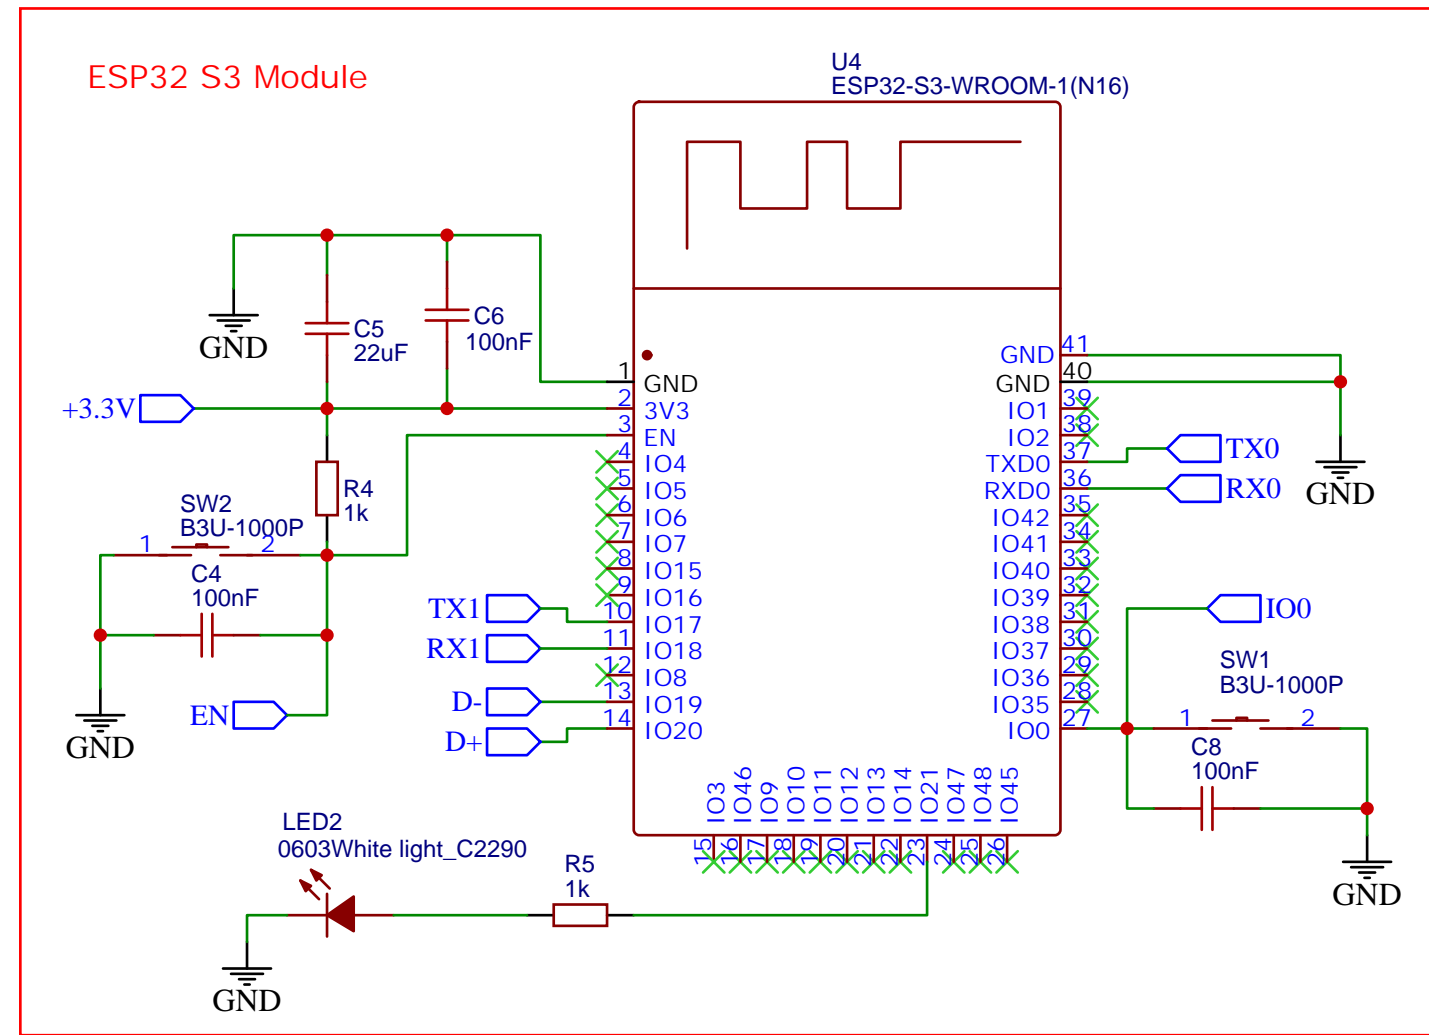 ESP32 S3 Module
U4
ESP32-S3-WROOM-1(N16)
C5
22uF
C6
100nF
GND
+3.3V
R4
1k
SW2
B3U-1000P
1
2
C4
100nF
GND
EN
TX1
RX1
D-
D+
1 GND
2 3V3
3 EN
4 IO4
5 IO5
6 IO6
7 IO7
8 IO15
9 IO16
10 IO17
11 IO18
12 IO8
13 IO19
14 IO20
GND 41
GND 40
IO1 39
IO2 38
TXD0 37
RXD0 36
IO42 35
IO41 34
IO40 33
IO39 32
IO38 31
IO37 30
IO36 29
IO35 28
IO0 27
IO3 15
IO46 16
IO9 17
IO10 18
IO11 19
IO12 20
IO13 21
IO14 22
IO21 23
IO47 24
IO48 25
IO45 26
TX0
RX0
GND
IO0
SW1
B3U-1000P
1
2
C8
100nF
GND
LED2
0603White light_C2290
R5
1k
GND